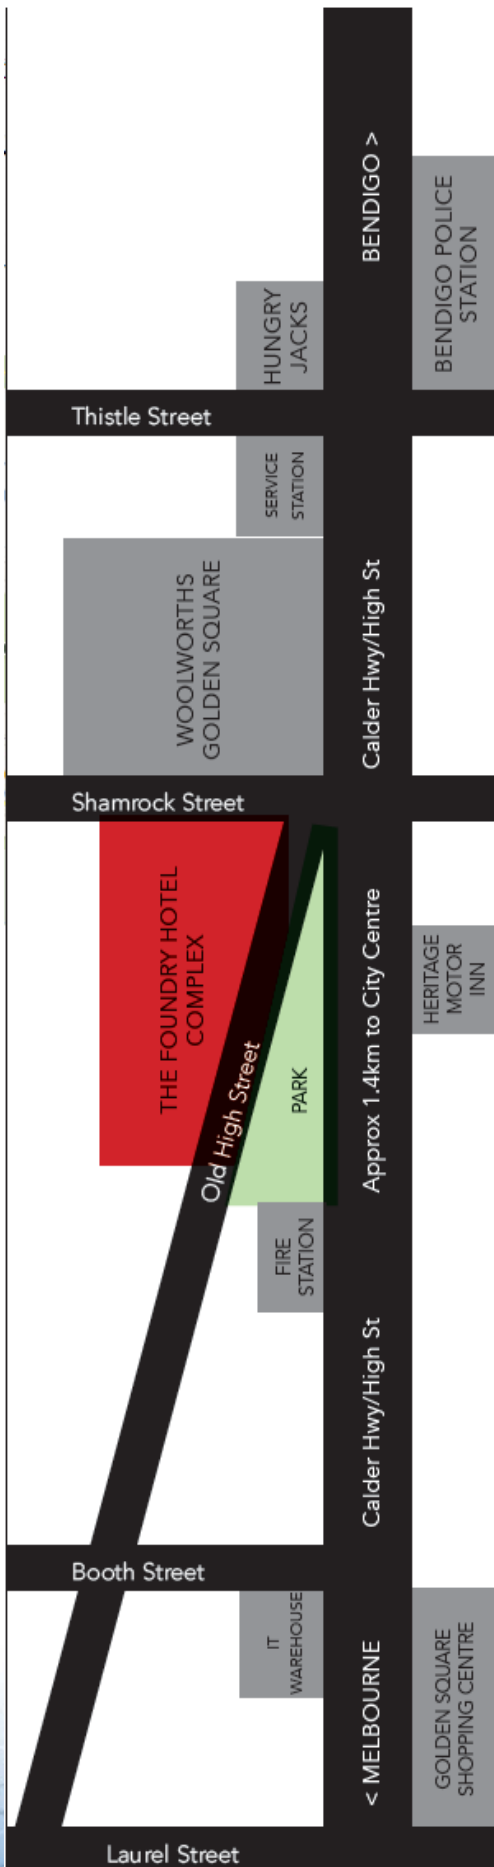 BENDIGO >
BENDIGO POLICE
STATION
HUNGRY
JACKS
Thistle Street
SERVICE
STATION
WOOLWORTHS
GOLDEN SQUARE
Calder Hwy/High St
Shamrock Street
THE FOUNDRY HOTEL
COMPLEX
HERITAGE
MOTOR
INN
Approx 1.4km to City Centre
PARK
Old High Street
FIRE
STATION
Calder Hwy/High St
Booth Street
IT
WAREHOUSE
< MELBOURNE
GOLDEN SQUARE
SHOPPING CENTRE
Laurel Street